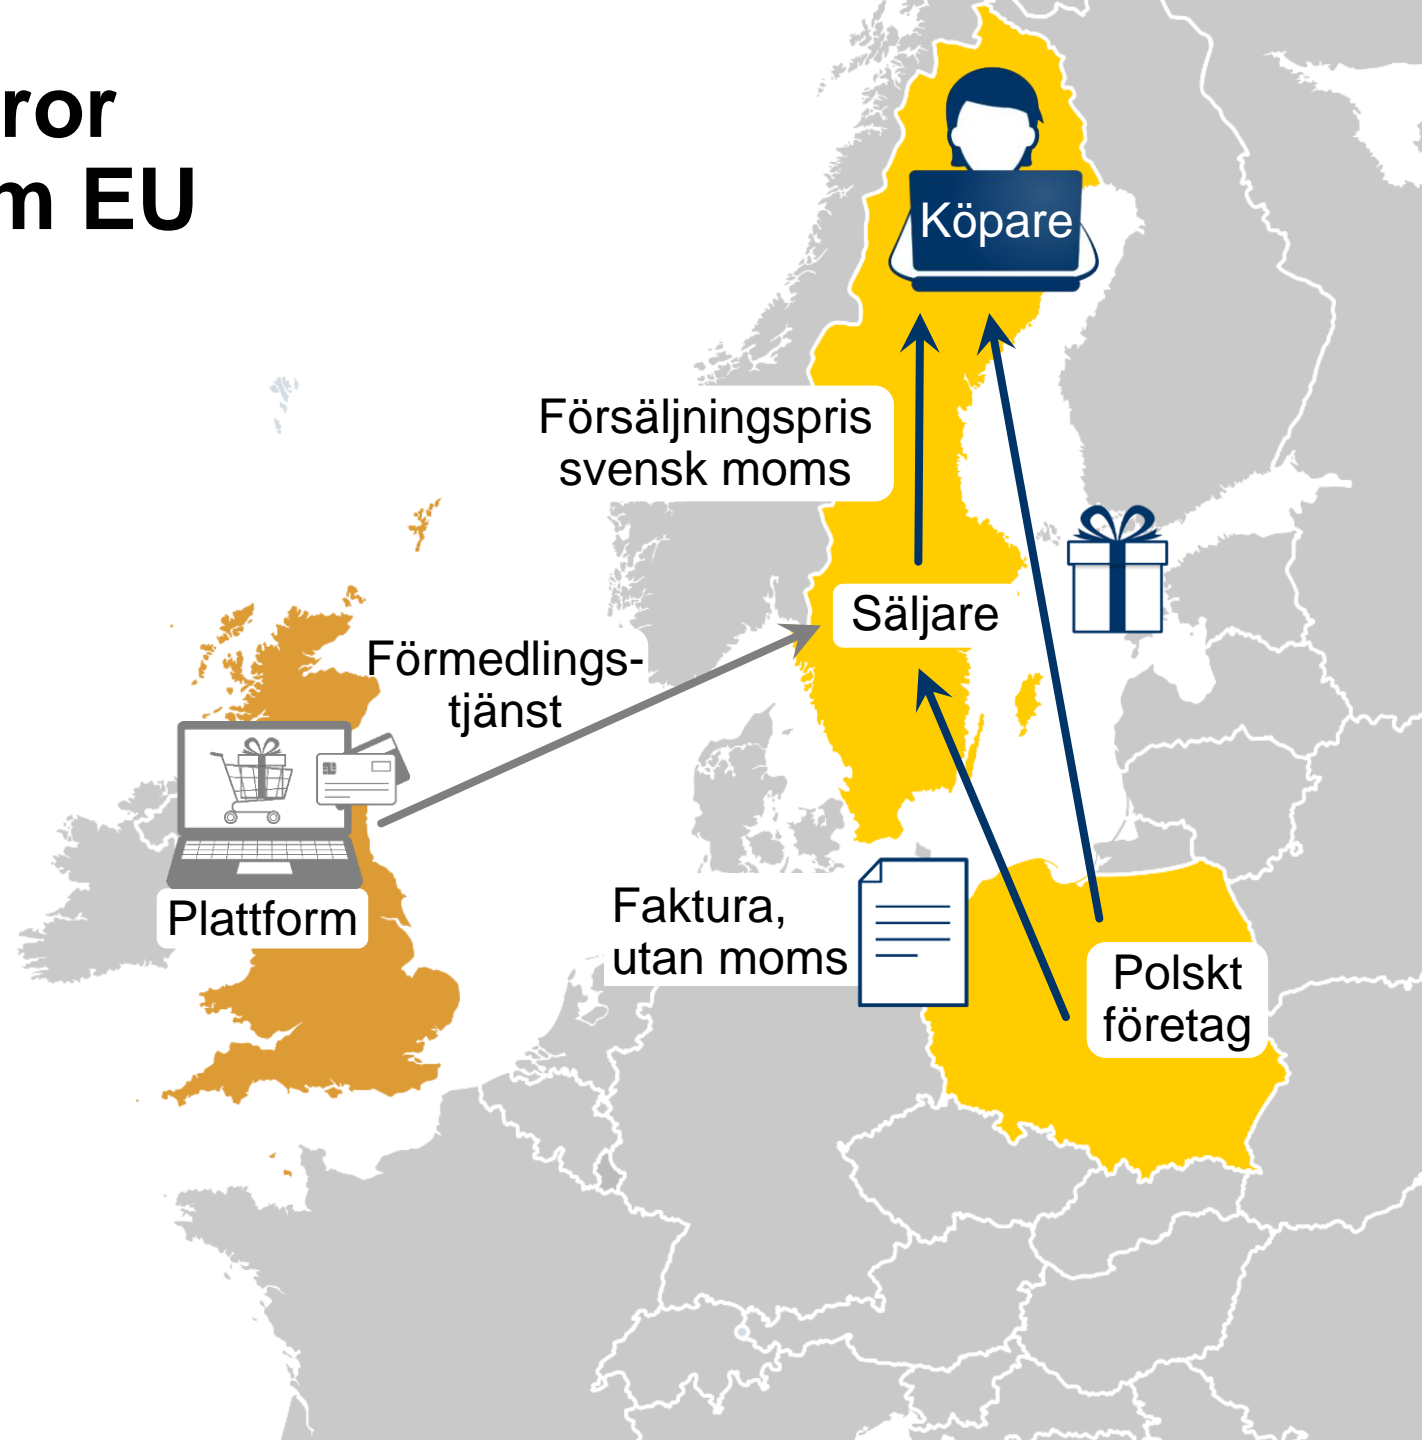 ror
m EU
Köpare
Försäljningspris
svensk moms
Säljare
Förmedlings-
tjänst
Plattform
Faktura,
utan moms
Polskt
företag